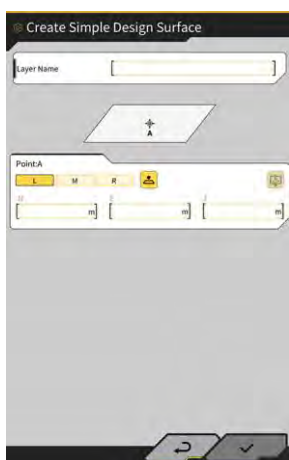 Create Simple Design Surface
Layer Name [ ]
A
Point:A
L M R
N E Z
[ m] [ m] [ m]